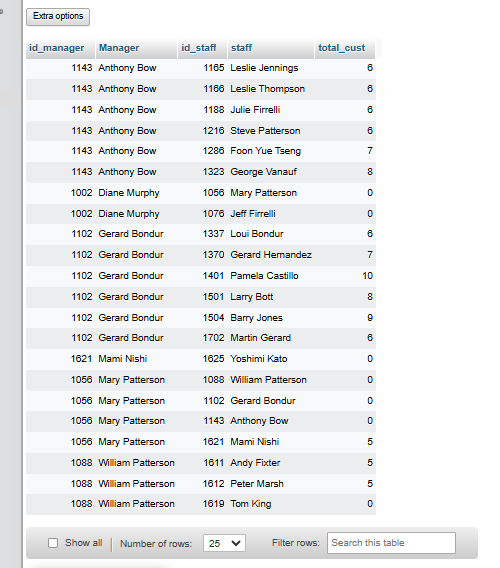 Extra options
id_manager Manager id_staff staff total_cust
1143 Anthony Bow 1165 Leslie Jennings 6
1143 Anthony Bow 1166 Leslie Thompson 6
1143 Anthony Bow 1188 Julie Firrelli 6
1143 Anthony Bow 1216 Steve Patterson 6
1143 Anthony Bow 1286 Foon Yue Tseng 7
1143 Anthony Bow 1323 George Vanauf 8
1002 Diane Murphy 1056 Mary Patterson 0
1002 Diane Murphy 1076 Jeff Firrelli 0
1102 Gerard Bondur 1337 Loui Bondur 6
1102 Gerard Bondur 1370 Gerard Hernandez 7
1102 Gerard Bondur 1401 Pamela Castillo 10
1102 Gerard Bondur 1501 Larry Bott 8
1102 Gerard Bondur 1504 Barry Jones 9
1102 Gerard Bondur 1702 Martin Gerard 6
1621 Mami Nishi 1625 Yoshimi Kato 0
1056 Mary Patterson 1088 William Patterson 0
1056 Mary Patterson 1102 Gerard Bondur 0
1056 Mary Patterson 1143 Anthony Bow 0
1056 Mary Patterson 1621 Mami Nishi 5
1088 William Patterson 1611 Andy Fixter 5
1088 William Patterson 1612 Peter Marsh 5
1088 William Patterson 1619 Tom King 0
Show all Number of rows: 25 Filter rows: Search this table